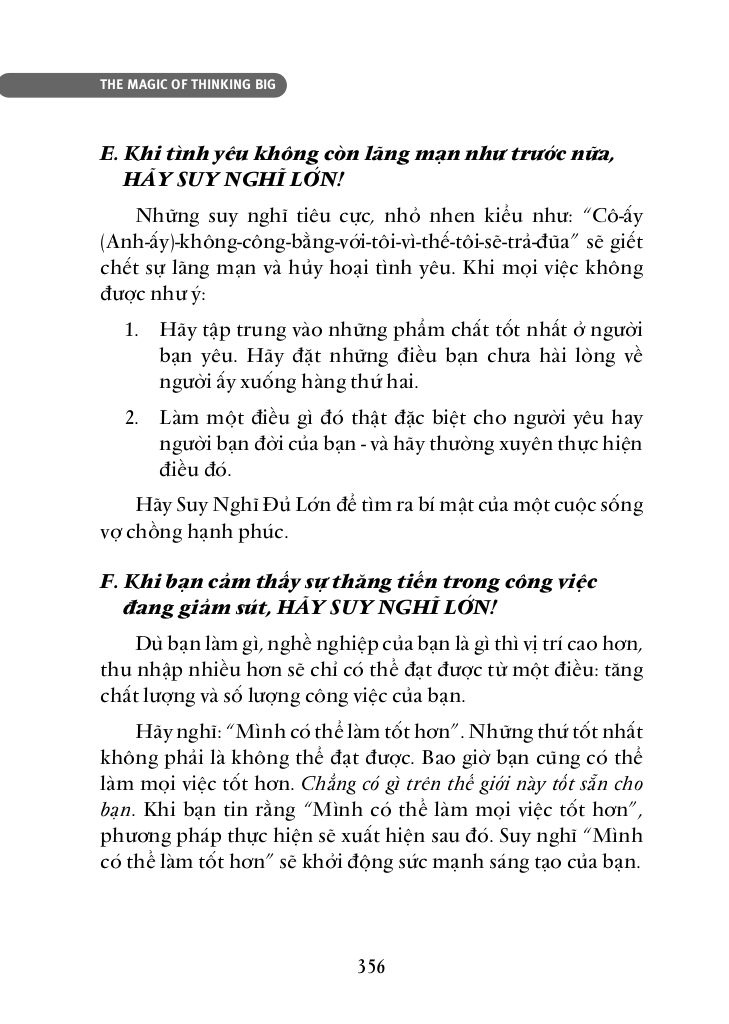 THE MAGIC OF THINKING BIG
E. Khi tình yêu không còn lãng mạn như trước nữa,
HÃY SUY NGHĨ LỚN!
Những suy nghĩ tiêu cực, nhỏ nhen kiểu như: “Cô-ấy
(Anh-ấy)-không-công-bằng-với-tôi-vì-thế-tôi-sẽ-trả-đũa” sẽ giết
chết sự lãng mạn và hủy hoại tình yêu. Khi mọi việc không
được như ý:
1. Hãy tập trung vào những phẩm chất tốt nhất ở người
bạn yêu. Hãy đặt những điều bạn chưa hài lòng về
người ấy xuống hàng thứ hai.
2. Làm một điều gì đó thật đặc biệt cho người yêu hay
người bạn đời của bạn - và hãy thường xuyên thực hiện
điều đó.
Hãy Suy Nghĩ Đủ Lớn để tìm ra bí mật của một cuộc sống
vợ chồng hạnh phúc.
F. Khi bạn cảm thấy sự thăng tiến trong công việc
đang giảm sút, HÃY SUY NGHĨ LỚN!
Dù bạn làm gì, nghề nghiệp của bạn là gì thì vị trí cao hơn,
thu nhập nhiều hơn sẽ chỉ có thể đạt được từ một điều: tăng
chất lượng và số lượng công việc của bạn.
Hãy nghĩ: “Mình có thể làm tốt hơn”. Những thứ tốt nhất
không phải là không thể đạt được. Bao giờ bạn cũng có thể
làm mọi việc tốt hơn. Chẳng có gì trên thế giới này tốt sẵn cho
bạn. Khi bạn tin rằng “Mình có thể làm mọi việc tốt hơn”,
phương pháp thực hiện sẽ xuất hiện sau đó. Suy nghĩ “Mình
có thể làm tốt hơn” sẽ khởi động sức mạnh sáng tạo của bạn.
356